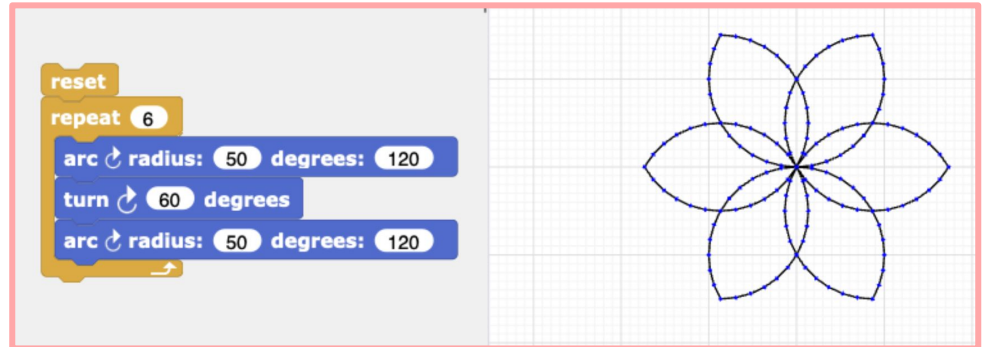 reset
repeat 6
arc radius: 50 degrees: 120
turn 60 degrees
arc radius: 50 degrees: 120